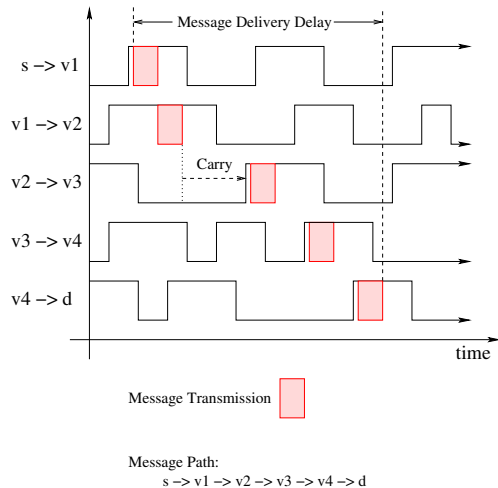 Message Delivery Delay
s -> v1
v1 -> v2
Carry
v2 -> v3
v3 -> v4
v4 -> d
time
Message Transmission
Message Path:
s -> v1 -> v2 -> v3 -> v4 -> d